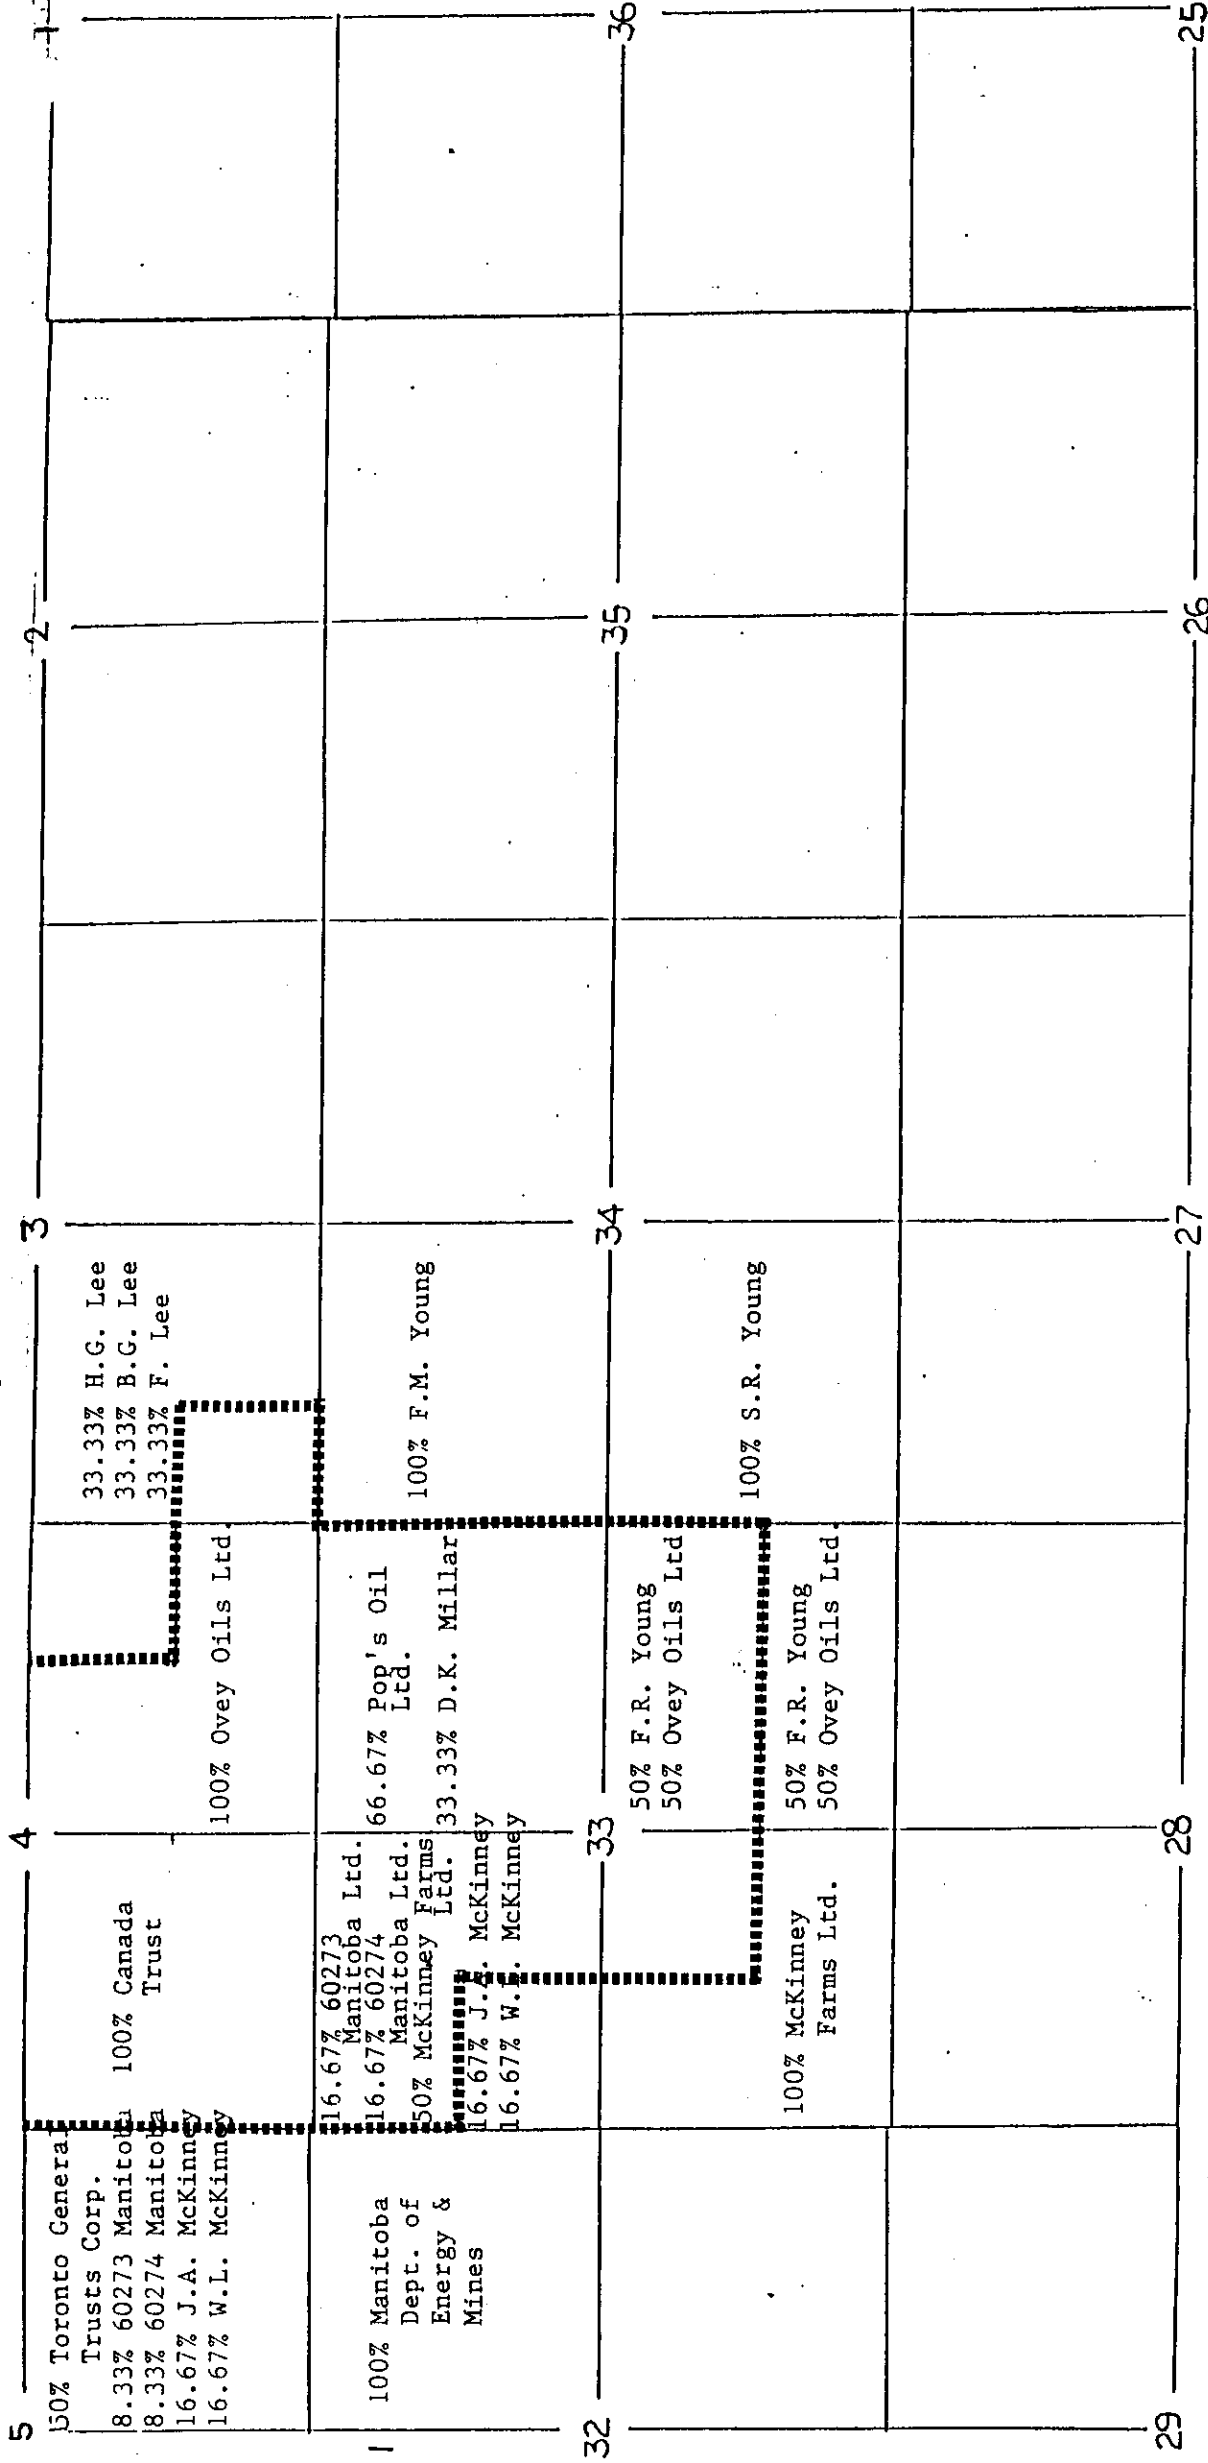 5
4
3
2
50% Toronto General
Trusts Corp.
8.33% 60273 Manitoba
8.33% 60274 Manitoba
16.67% J.A. McKinney
16.67% W.L. McKinney
100% Canada
Trust
100% Ovey Oils Ltd.
33.33% H.G. Lee
33.33% B.G. Lee
33.33% F. Lee
100% Manitoba
Dept. of
Energy &
Mines
16.67% 60273
Manitoba Ltd.
16.67% 60274
Manitoba Ltd.
50% McKinney Farms
Ltd.
16.67% J.A. McKinney
16.67% W.L. McKinney
66.67% Pop's Oil
Ltd.
33.33% D.K. Millar
100% F.M. Young
32
33
34
35
36
50% F.R. Young
50% Ovey Oils Ltd
100% S.R. Young
100% McKinney
Farms Ltd.
50% F.R. Young
50% Ovey Oils Ltd.
29
28
27
26
25